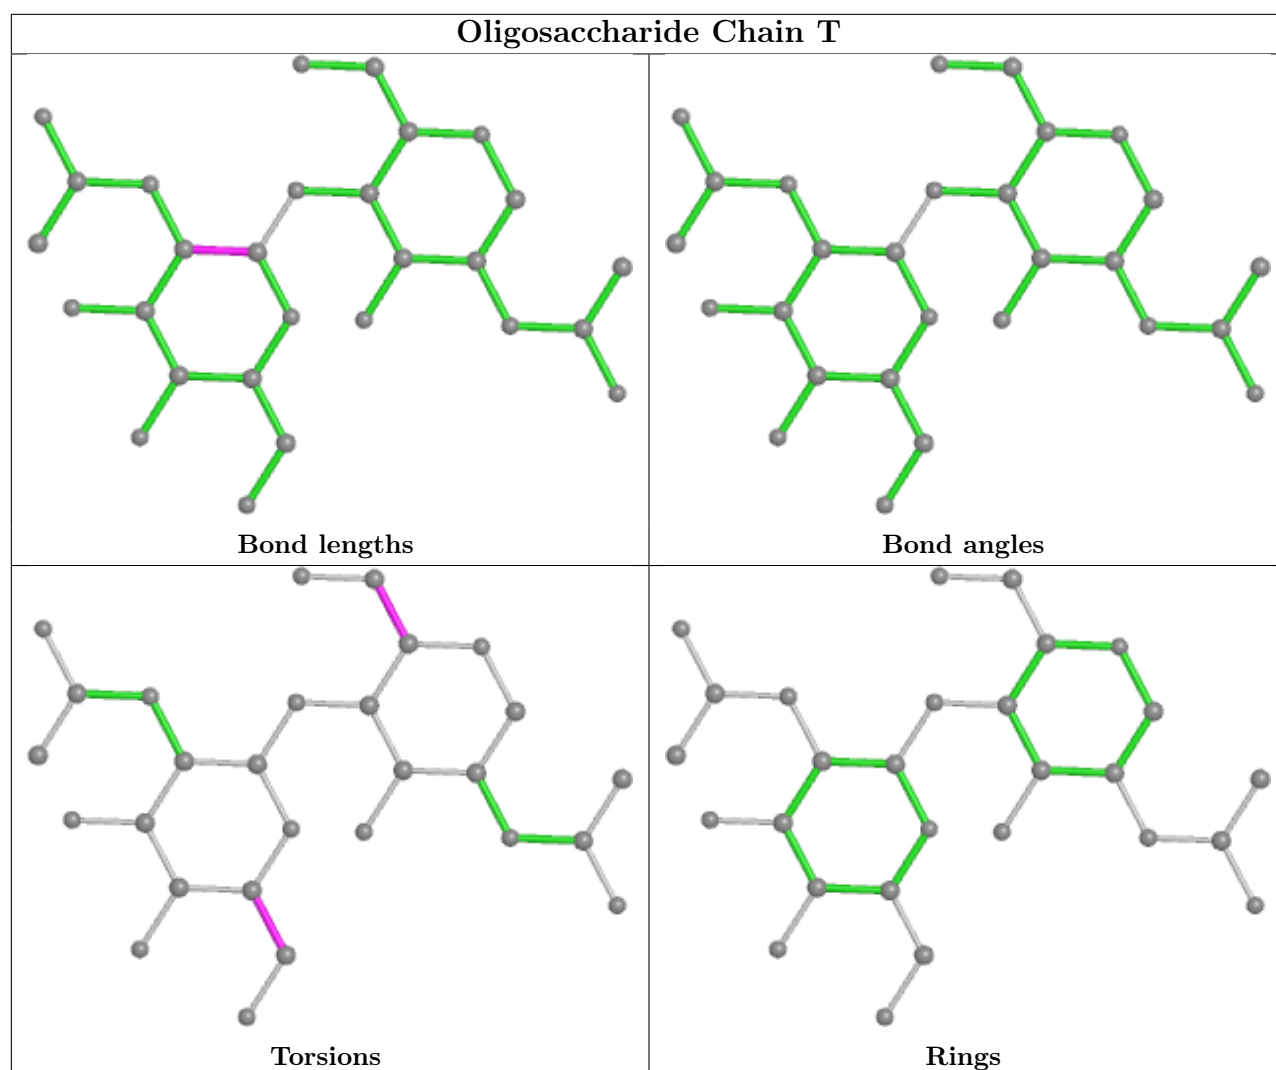 Oligosaccharide Chain T
Bond lengths
Bond angles
Torsions
Rings